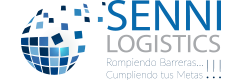 SENNI
LOGISTICS
Rompiendo Barreras...
Cumpliendo tus Metas !!!